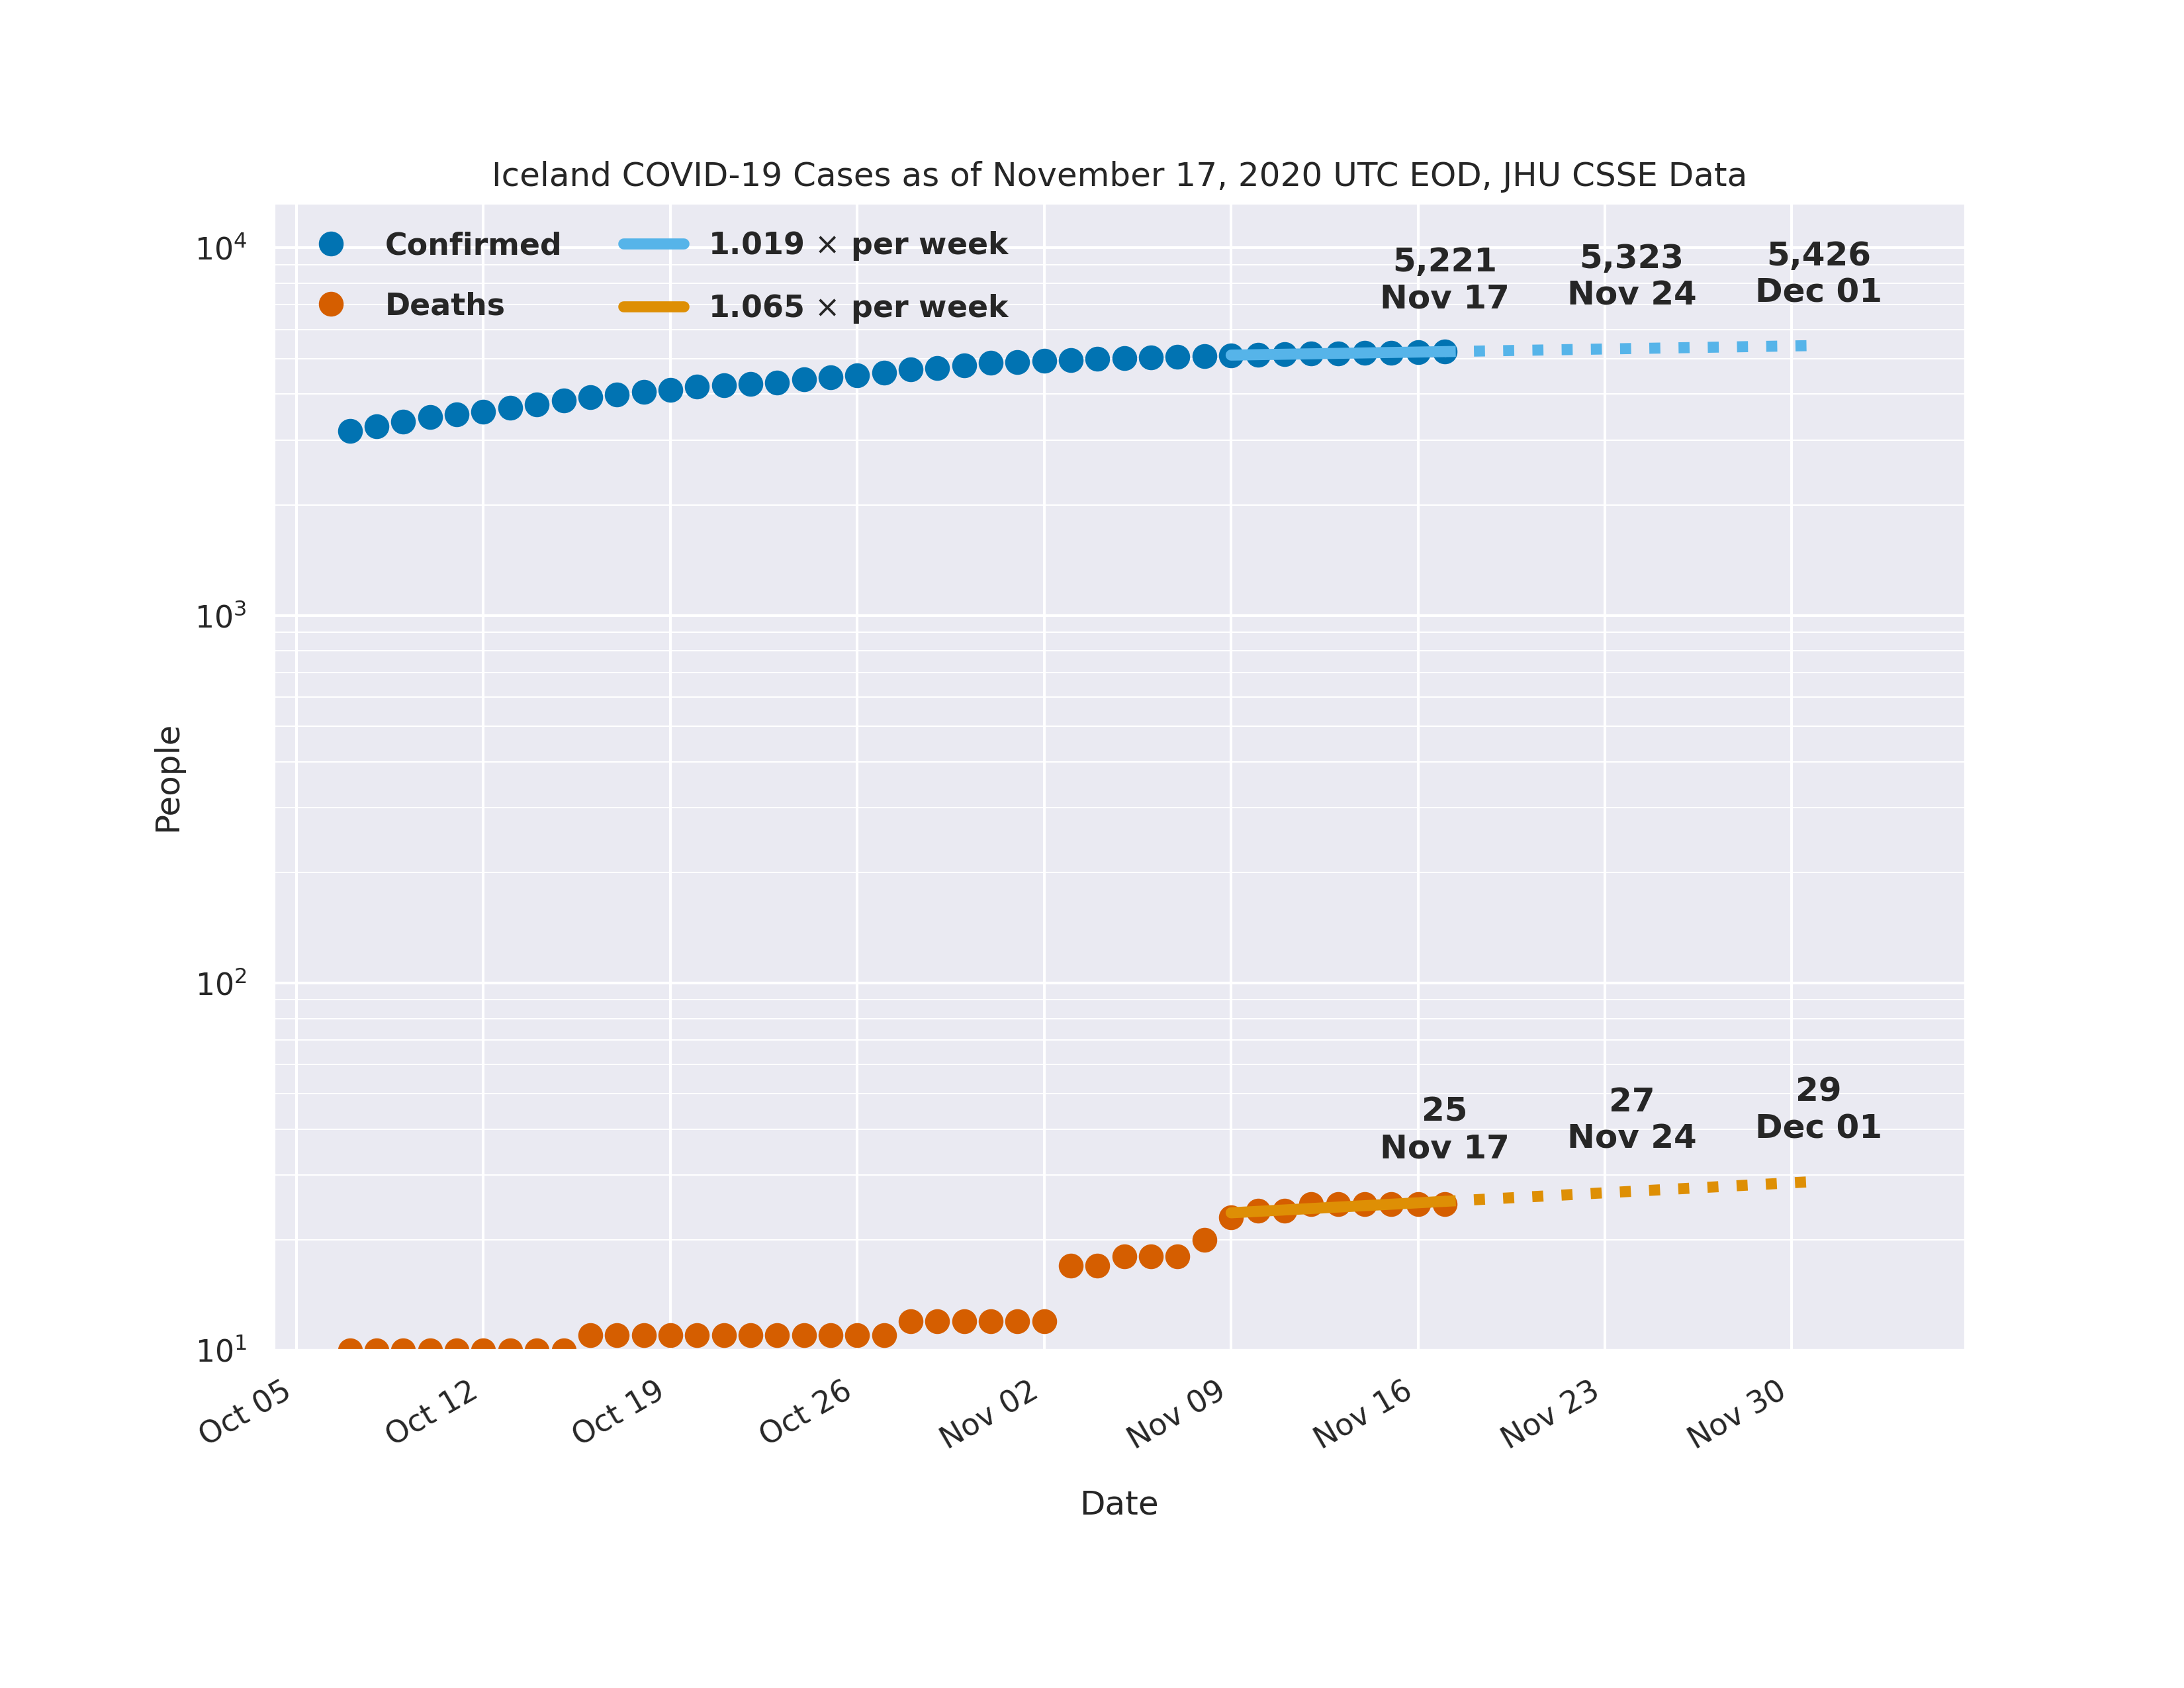 Iceland COVID-19 Cases as of November 17, 2020 UTC EOD, JHU CSSE Data
Confirmed
Deaths
1.019 × per week
1.065 × per week
5,221
Nov 17
5,323
Nov 24
5,426
Dec 01
25
Nov 17
27
Nov 24
29
Dec 01
People
10⁴
10³
10²
10¹
Oct 05
Oct 12
Oct 19
Oct 26
Nov 02
Nov 09
Nov 16
Nov 23
Nov 30
Date